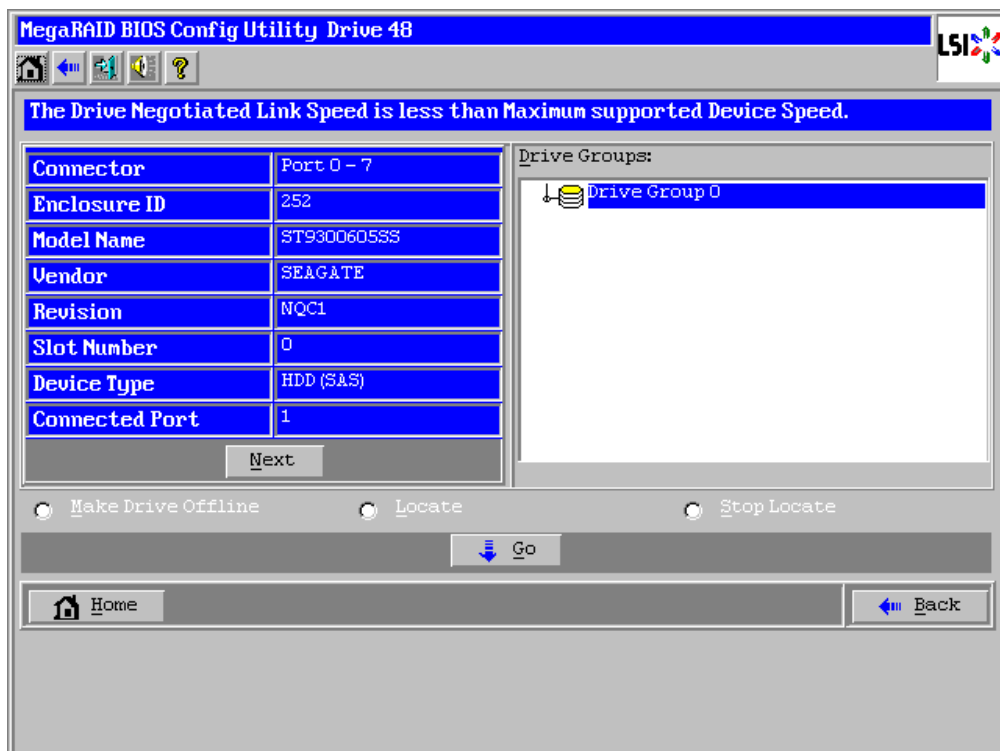 MegaRAID BIOS Config Utility Drive 48
LSI
The Drive Negotiated Link Speed is less than Maximum supported Device Speed.
Connector Port 0 - 7
Enclosure ID 252
Model Name ST9300605SS
Vendor SEAGATE
Revision NQC1
Slot Number 0
Device Type HDD (SAS)
Connected Port 1
Next
Drive Groups:
Drive Group 0
Make Drive Offline Locate Stop Locate
Go
Home Back